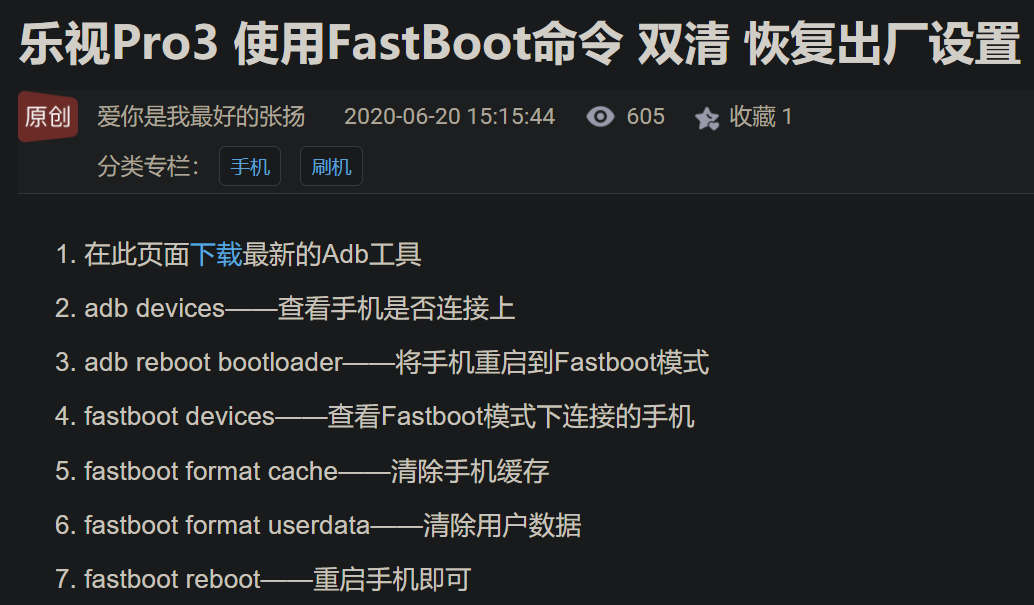 乐视Pro3 使用FastBoot命令 双清 恢复出厂设置
原创 爱你是我最好的张扬 2020-06-20 15:15:44 605 收藏 1
分类专栏： 手机 刷机
1. 在此页面下载最新的Adb工具
2. adb devices——查看手机是否连接上
3. adb reboot bootloader——将手机重启到Fastboot模式
4. fastboot devices——查看Fastboot模式下连接的手机
5. fastboot format cache——清除手机缓存
6. fastboot format userdata——清除用户数据
7. fastboot reboot——重启手机即可